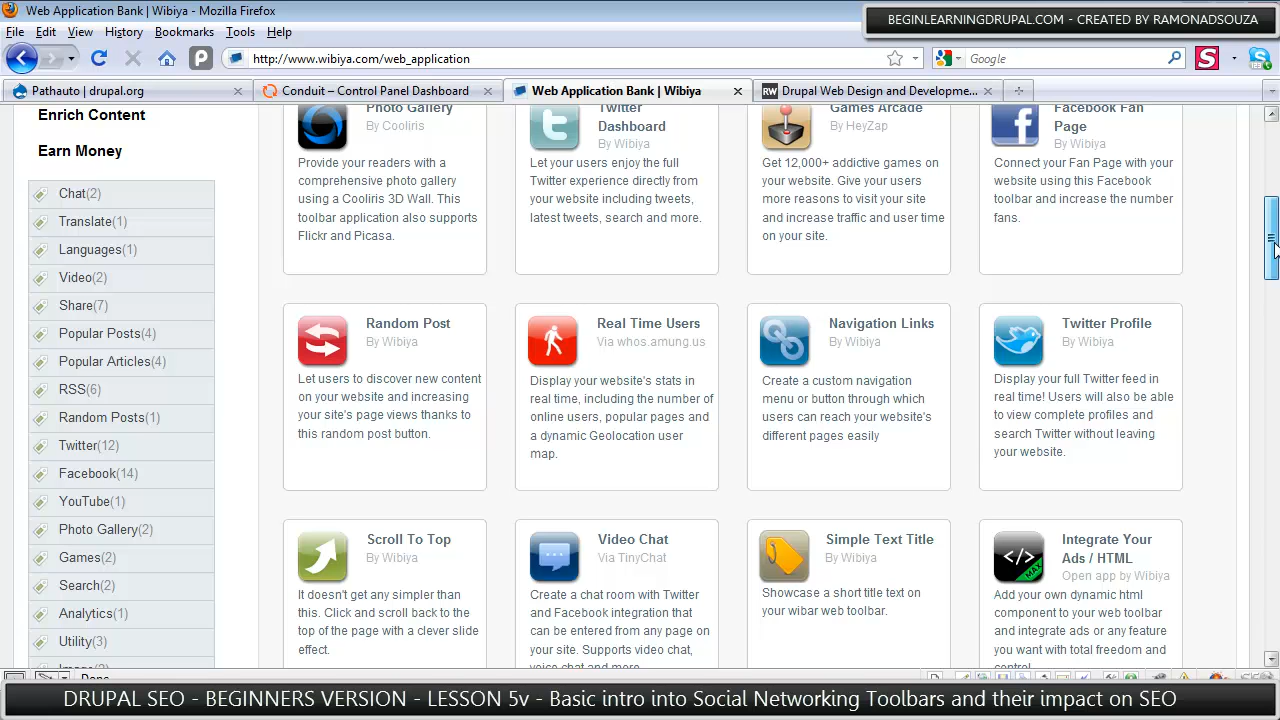 Web Application Bank | Wibiya - Mozilla Firefox
BEGINLEARNINGDRUPAL.COM - CREATED BY RAMONADSOUZA
File Edit View History Bookmarks Tools Help
http://www.wibiya.com/web_application
Google
Pathauto | drupal.org
Conduit – Control Panel Dashboard
Web Application Bank | Wibiya
Drupal Web Design and Developme...
Enrich Content
Earn Money
Chat(2)
Translate(1)
Languages(1)
Video(2)
Share(7)
Popular Posts(4)
Popular Articles(4)
RSS(6)
Random Posts(1)
Twitter(12)
Facebook(14)
YouTube(1)
Photo Gallery(2)
Games(2)
Search(2)
Analytics(1)
Utility(3)
Photo Gallery
By Cooliris
Provide your readers with a
comprehensive photo gallery
using a Cooliris 3D Wall. This
toolbar application also supports
Flickr and Picasa.
Twitter
Dashboard
By Wibiya
Let your users enjoy the full
Twitter experience directly from
your website including tweets,
latest tweets, search and more.
Games Arcade
By HeyZap
Get 12,000+ addictive games on
your website. Give your users
more reasons to visit your site
and increase traffic and user time
on your site.
Facebook Fan
Page
By Wibiya
Connect your Fan Page with your
website using this Facebook
toolbar and increase the number
fans.
Random Post
By Wibiya
Let users to discover new content
on your website and increasing
your site's page views thanks to
this random post button.
Real Time Users
Via whos.amung.us
Display your website's stats in
real time, including the number of
online users, popular pages and
a dynamic Geolocation user
map.
Navigation Links
By Wibiya
Create a custom navigation
menu or button through which
users can reach your website's
different pages easily
Twitter Profile
By Wibiya
Display your full Twitter feed in
real time! Users will also be able
to view complete profiles and
search Twitter without leaving
your website.
Scroll To Top
By Wibiya
It doesn't get any simpler than
this. Click and scroll back to the
top of the page with a clever slide
effect.
Video Chat
Via TinyChat
Create a chat room with Twitter
and Facebook integration that
can be entered from any page on
your site. Supports video chat,
voice chat and more.
Simple Text Title
By Wibiya
Showcase a short title text on
your wibar web toolbar.
Integrate Your
Ads / HTML
Open app by Wibiya
Add your own dynamic html
component to your web toolbar
and integrate ads or any feature
you want with total freedom and
control.
Done
DRUPAL SEO - BEGINNERS VERSION - LESSON 5v - Basic intro into Social Networking Toolbars and their impact on SEO